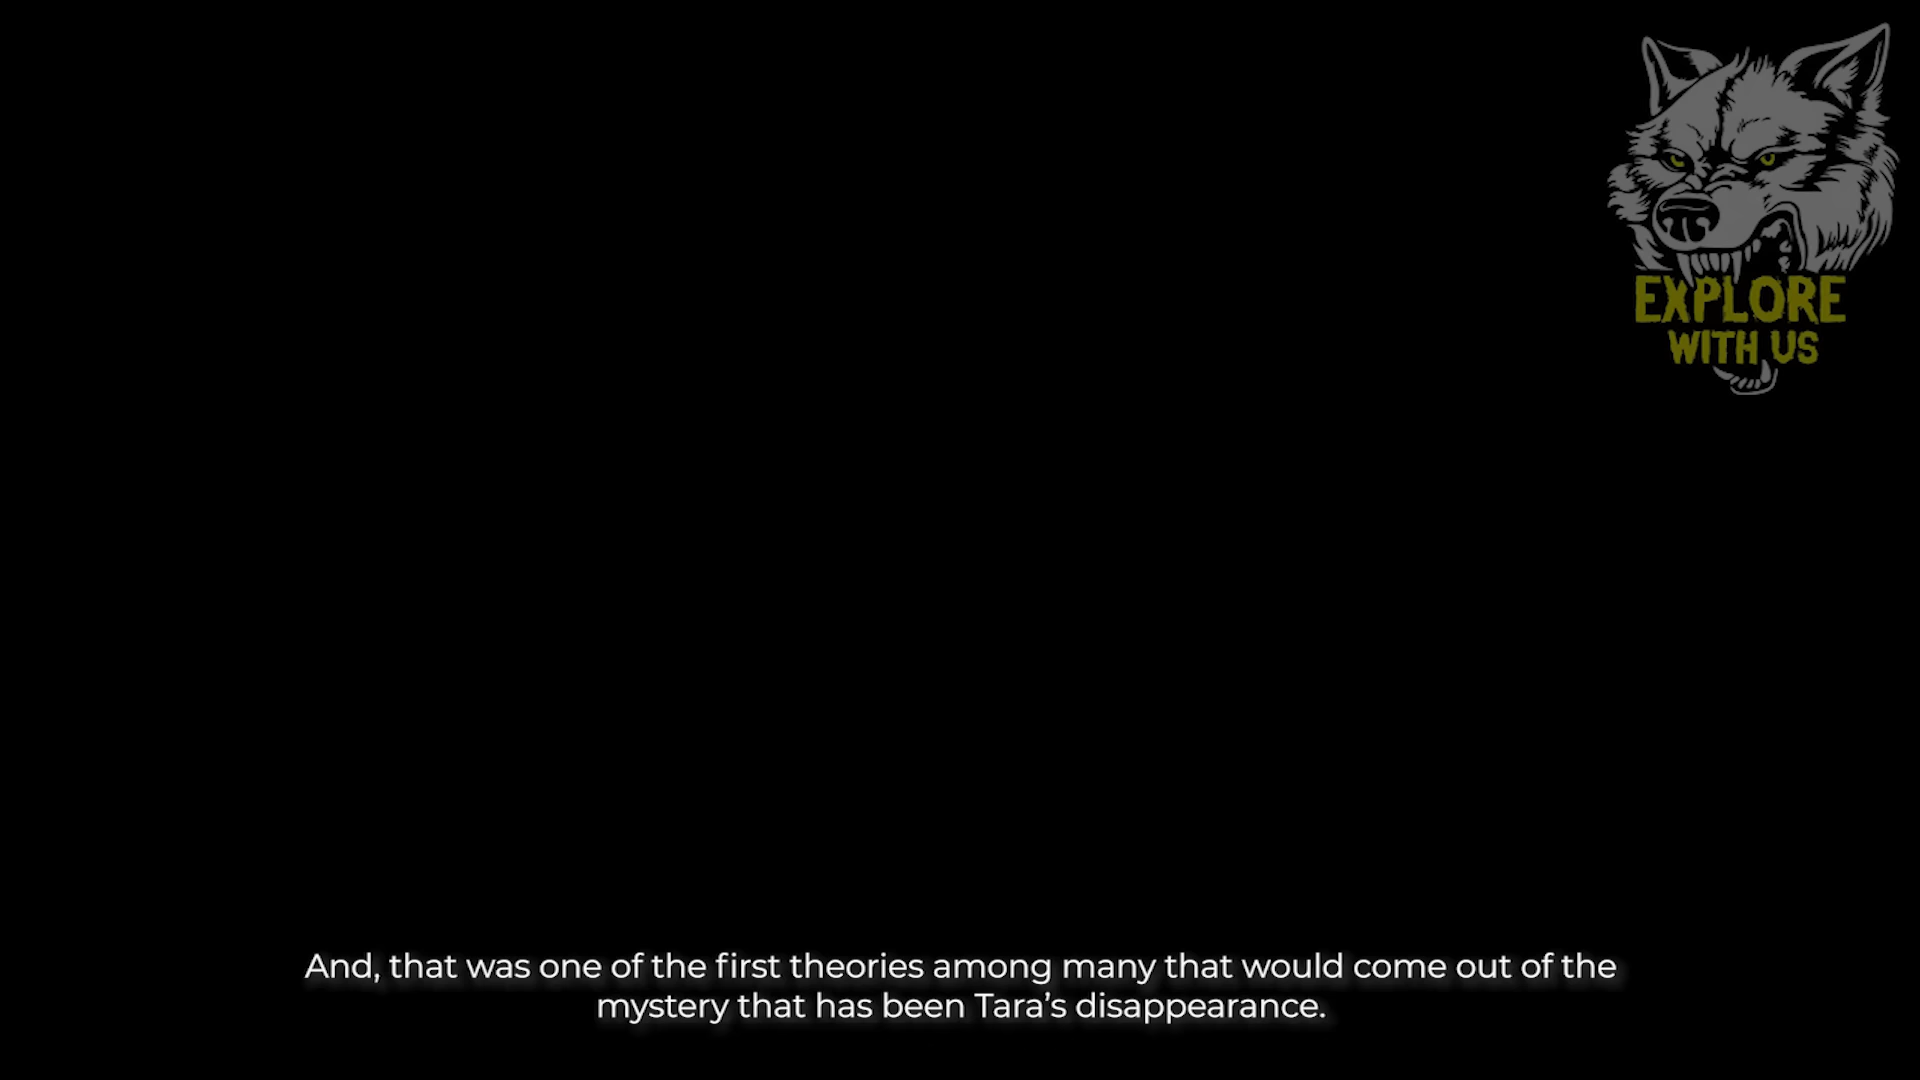 EXPLORE
WITH US
And, that was one of the first theories among many that would come out of the
mystery that has been Tara’s disappearance.